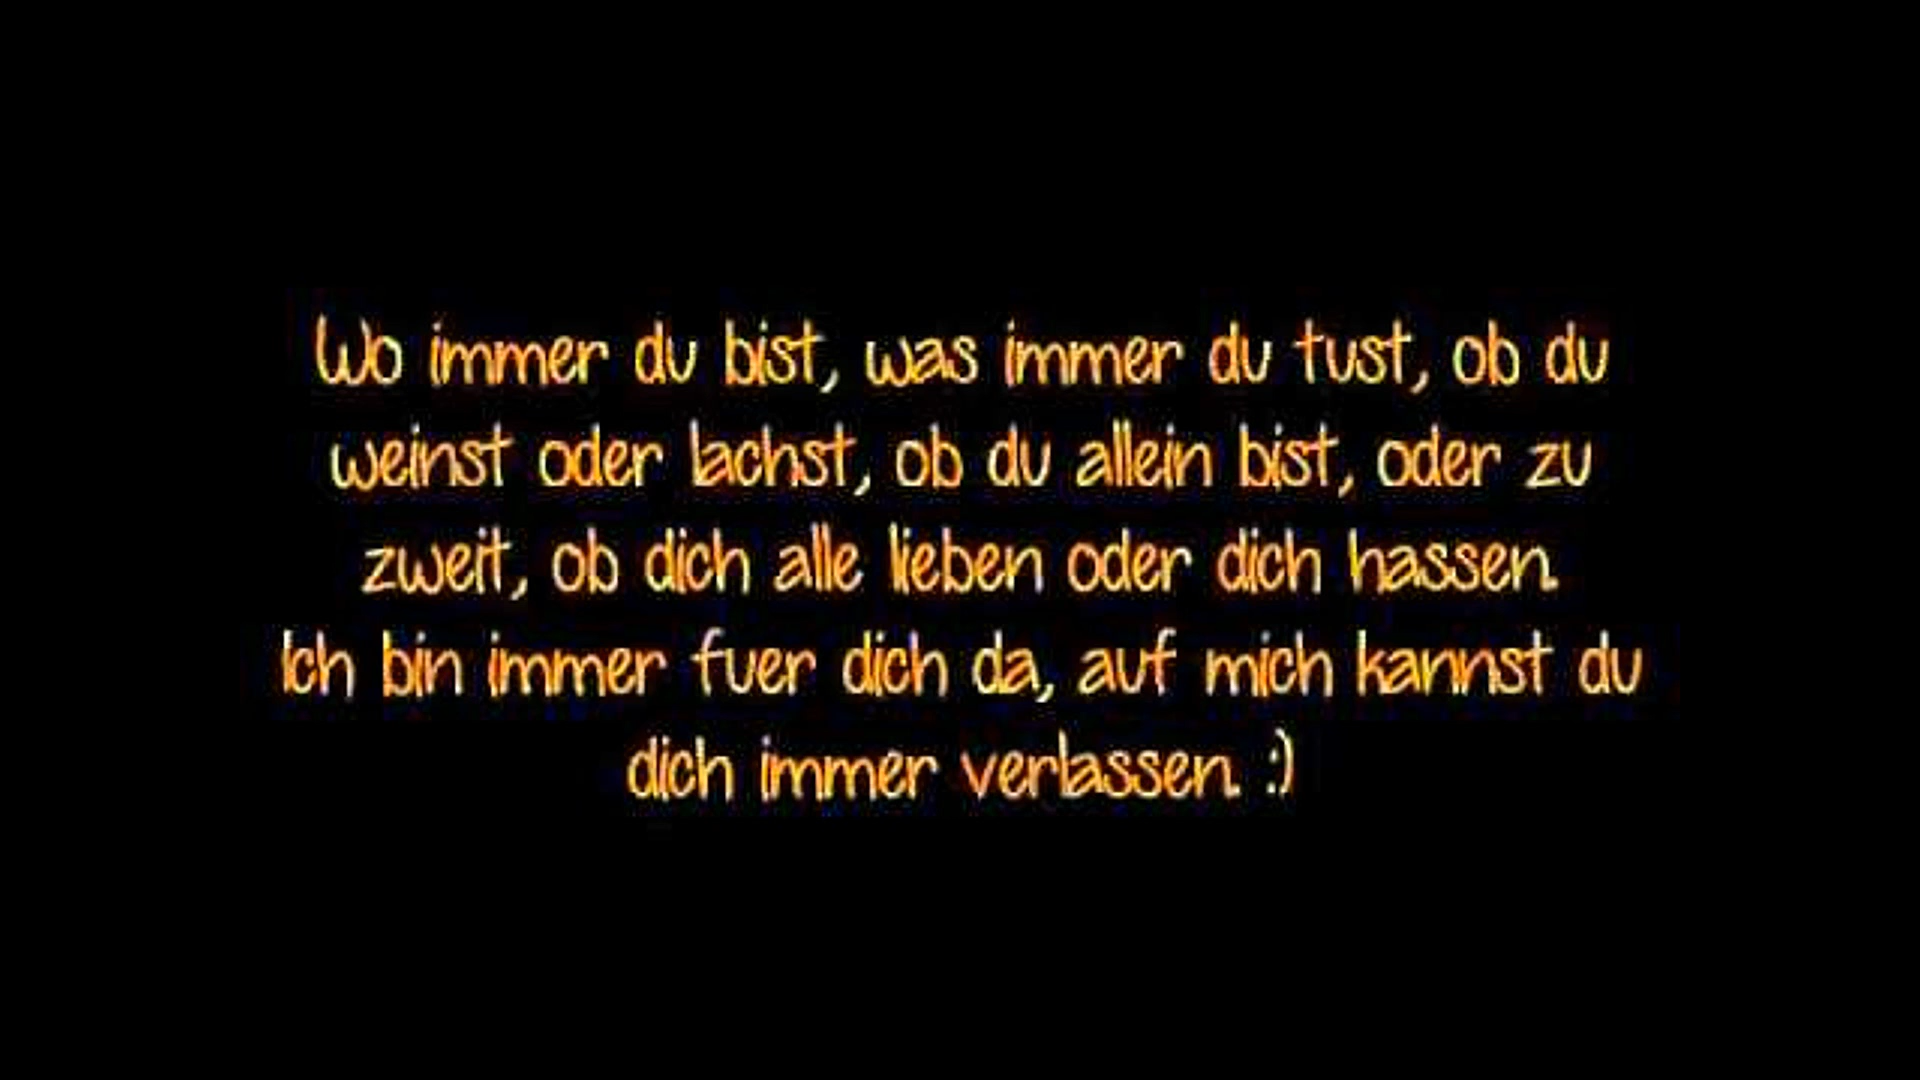 Wo immer du bist, was immer du tust, ob du
weinst oder lachst, ob du allein bist, oder zu
zweit, ob dich alle lieben oder dich hassen.
Ich bin immer fuer dich da, auf mich kannst du
dich immer verlassen. :)